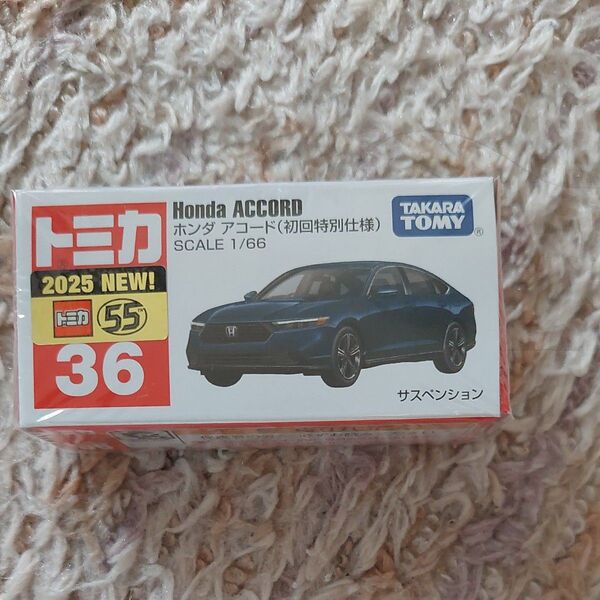 トミカ
2025 NEW!
トミカ 55th
36
Honda ACCORD
ホンダ アコード(初回特別仕様)
SCALE 1/66
TAKARA
TOMY®
サスペンション